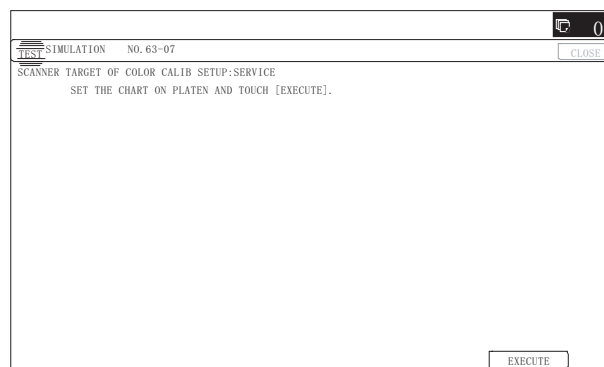 0
TEST SIMULATION NO. 63-07
CLOSE
SCANNER TARGET OF COLOR CALIB SETUP:SERVICE
SET THE CHART ON PLATEN AND TOUCH [EXECUTE].
EXECUTE